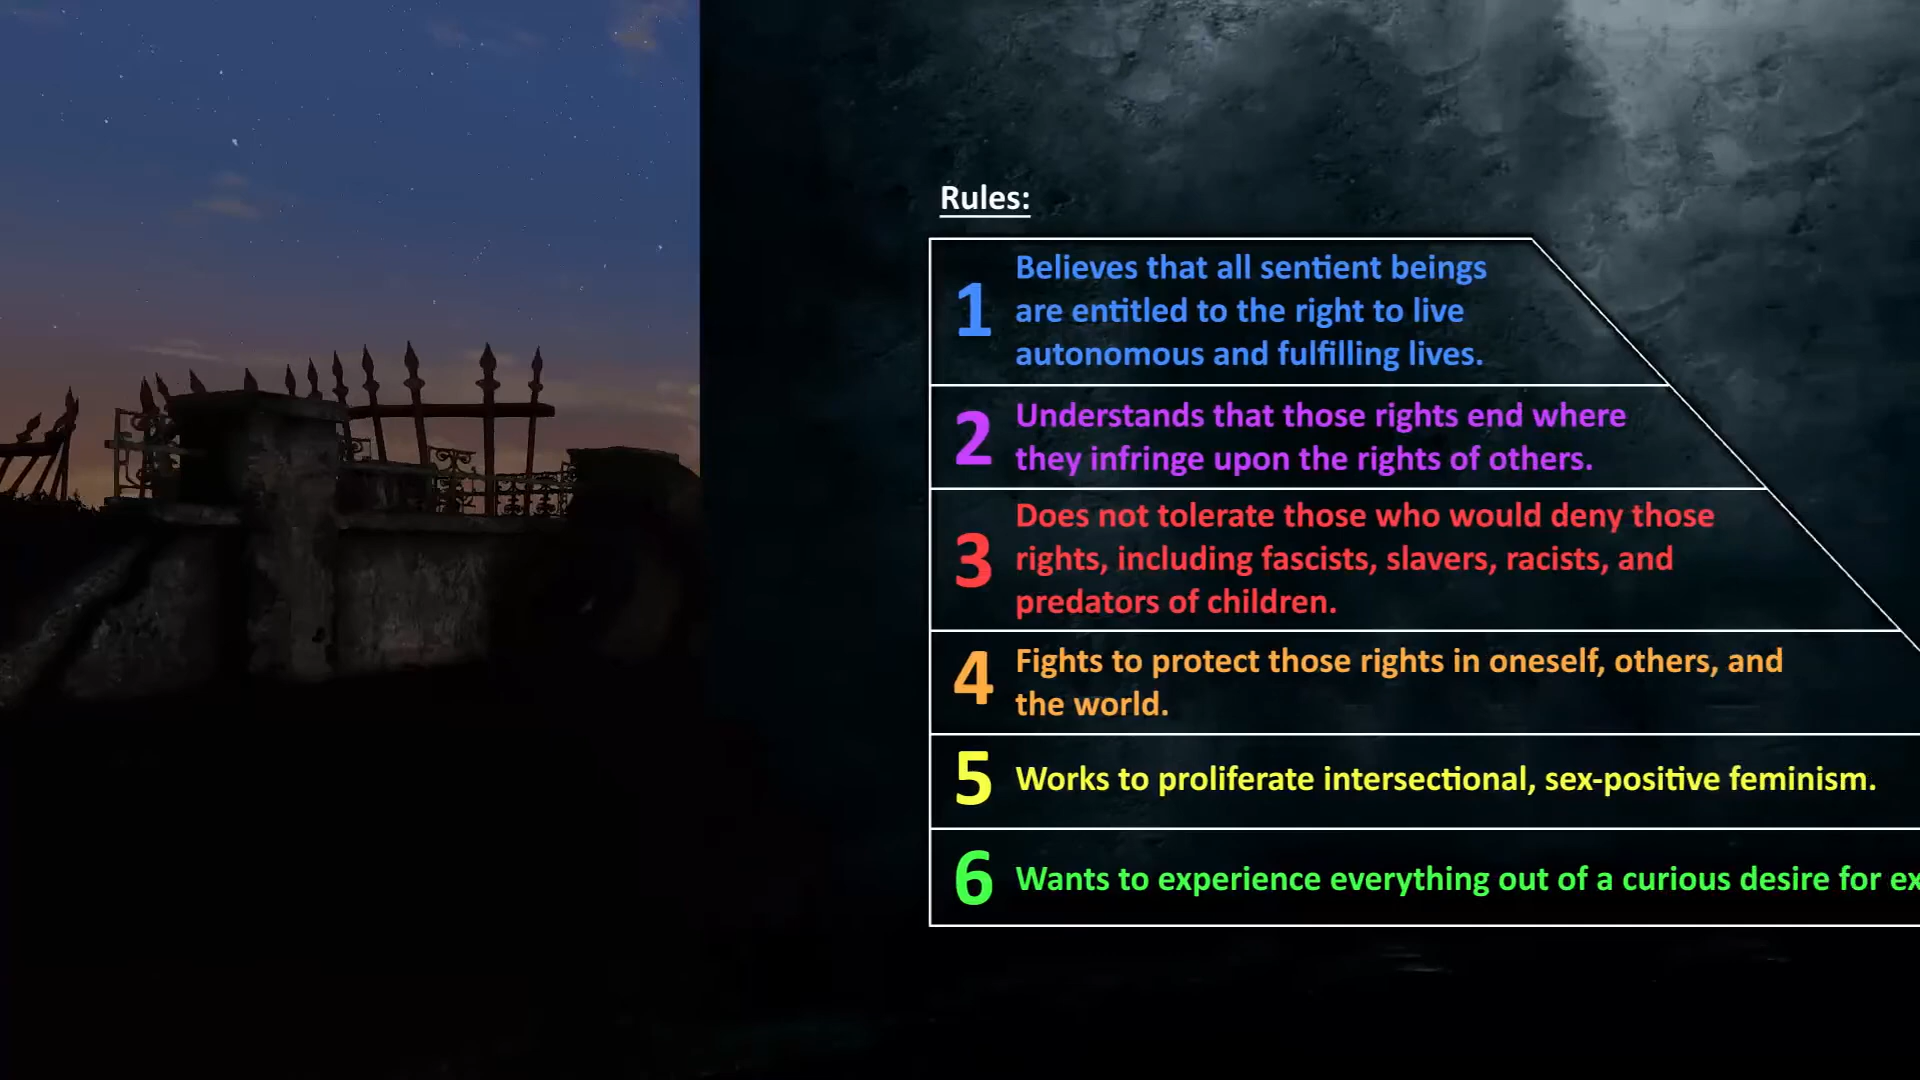 Rules:
1
Believes that all sentient beings
are entitled to the right to live
autonomous and fulfilling lives.
2
Understands that those rights end where
they infringe upon the rights of others.
3
Does not tolerate those who would deny those
rights, including fascists, slavers, racists, and
predators of children.
4
Fights to protect those rights in oneself, others, and
the world.
5
Works to proliferate intersectional, sex-positive feminism.
6
Wants to experience everything out of a curious desire for ex